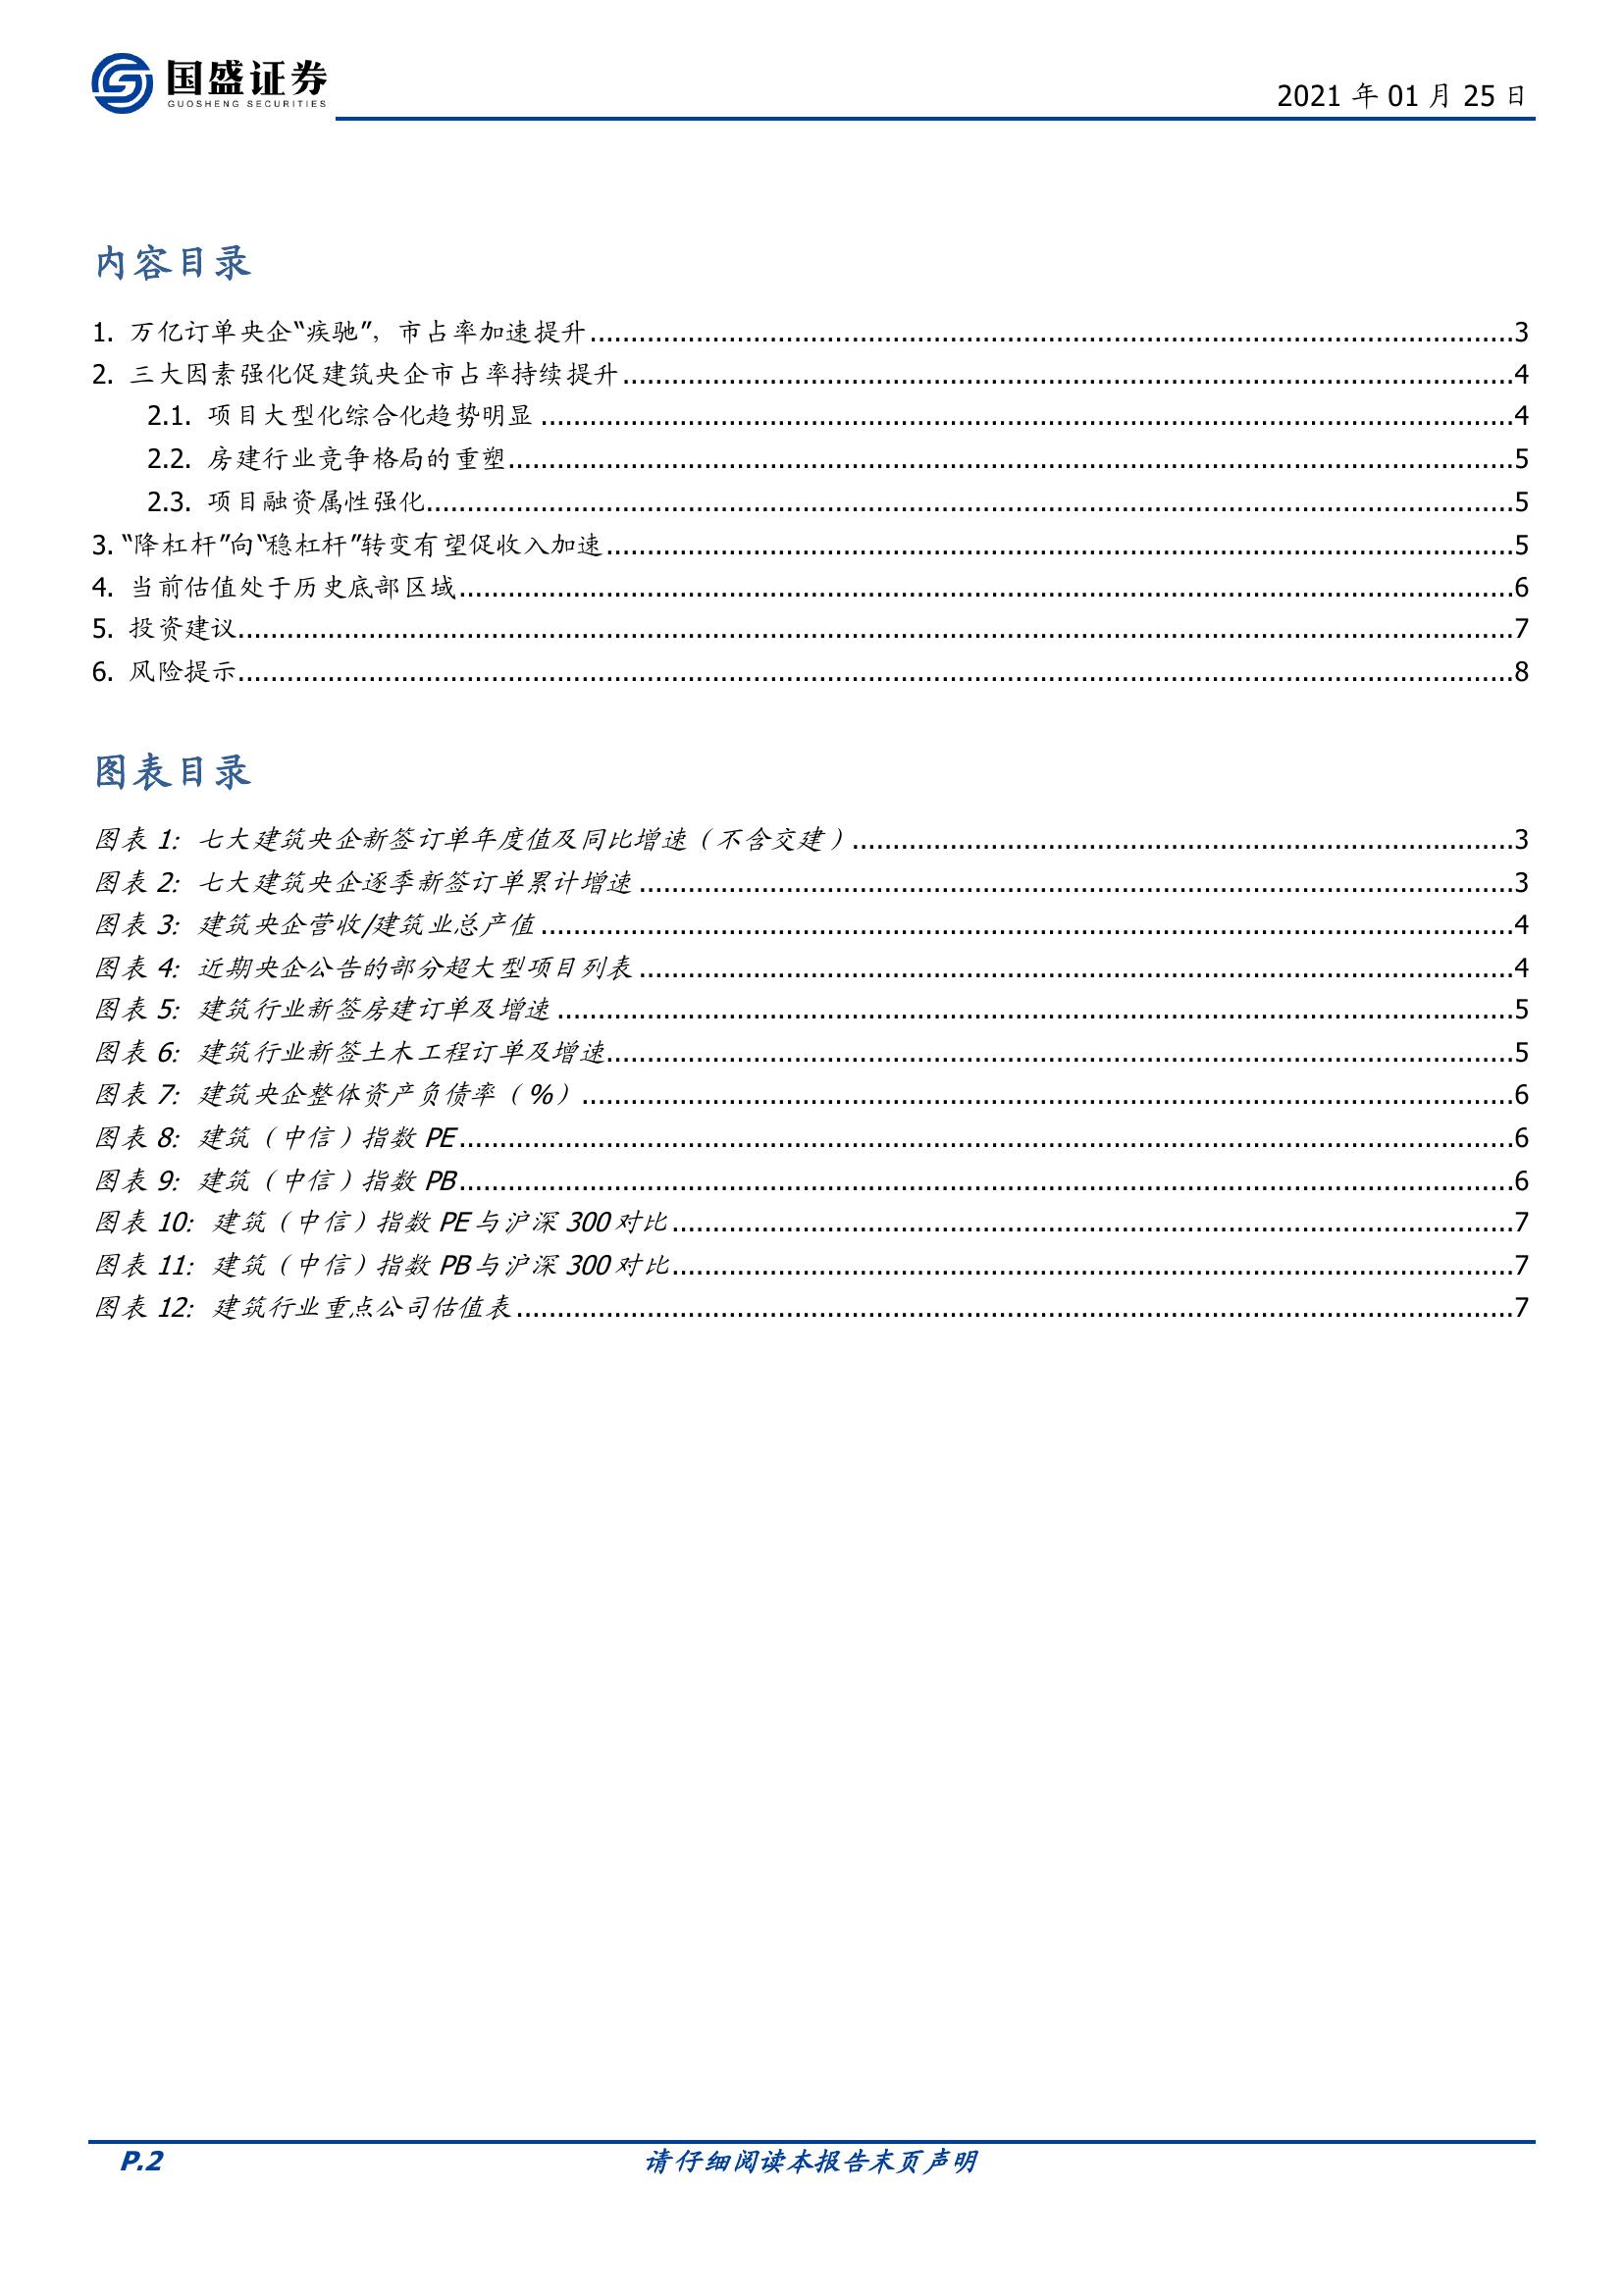 国盛证券
GUOSHENG SECURITIES
2021 年 01 月 25 日
内容目录
1. 万亿订单央企“疾驰”，市占率加速提升....................3
2. 三大因素强化促建筑央企市占率持续提升....................4
2.1. 项目大型化综合化趋势明显....................4
2.2. 房建行业竞争格局的重塑....................5
2.3. 项目融资属性强化....................5
3. “降杠杆”向“稳杠杆”转变有望促收入加速....................5
4. 当前估值处于历史底部区域....................6
5. 投资建议....................7
6. 风险提示....................8
图表目录
图表 1: 七大建筑央企新签订单年度值及同比增速（不含交建）....................3
图表 2: 七大建筑央企逐季新签订单累计增速....................3
图表 3: 建筑央企营收/建筑业总产值....................4
图表 4: 近期央企公告的部分超大型项目列表....................4
图表 5: 建筑行业新签房建订单及增速....................5
图表 6: 建筑行业新签土木工程订单及增速....................5
图表 7: 建筑央企整体资产负债率（%）....................6
图表 8: 建筑（中信）指数 PE....................6
图表 9: 建筑（中信）指数 PB....................6
图表 10: 建筑（中信）指数 PE 与沪深 300 对比....................7
图表 11: 建筑（中信）指数 PB 与沪深 300 对比....................7
图表 12: 建筑行业重点公司估值表....................7
P.2
请仔细阅读本报告末页声明